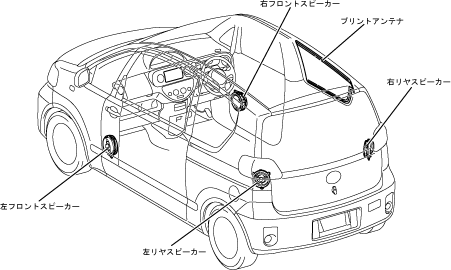 右フロントスピーカー
プリントアンテナ
右リヤスピーカー
左フロントスピーカー
左リヤスピーカー